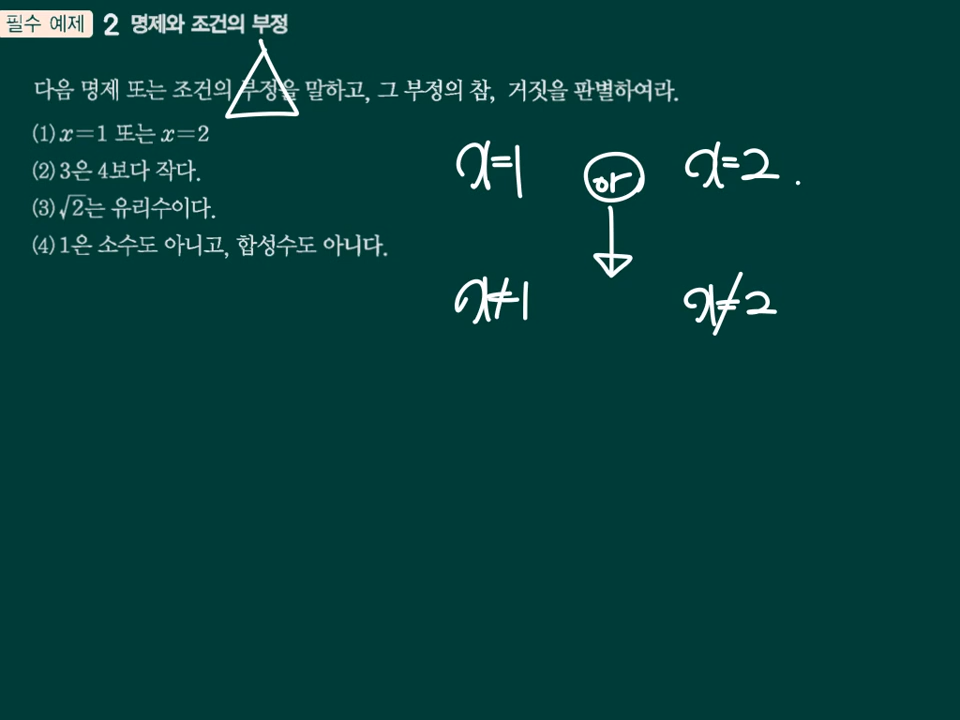 필수 예제 2 명제와 조건의 부정
다음 명제 또는 조건의 부정을 말하고, 그 부정의 참, 거짓을 판별하여라.
(1) x=1 또는 x=2
(2) 3은 4보다 작다.
(3) √2는 유리수이다.
(4) 1은 소수도 아니고, 합성수도 아니다.
x=1 or x=2 .
x≠1 x≠2